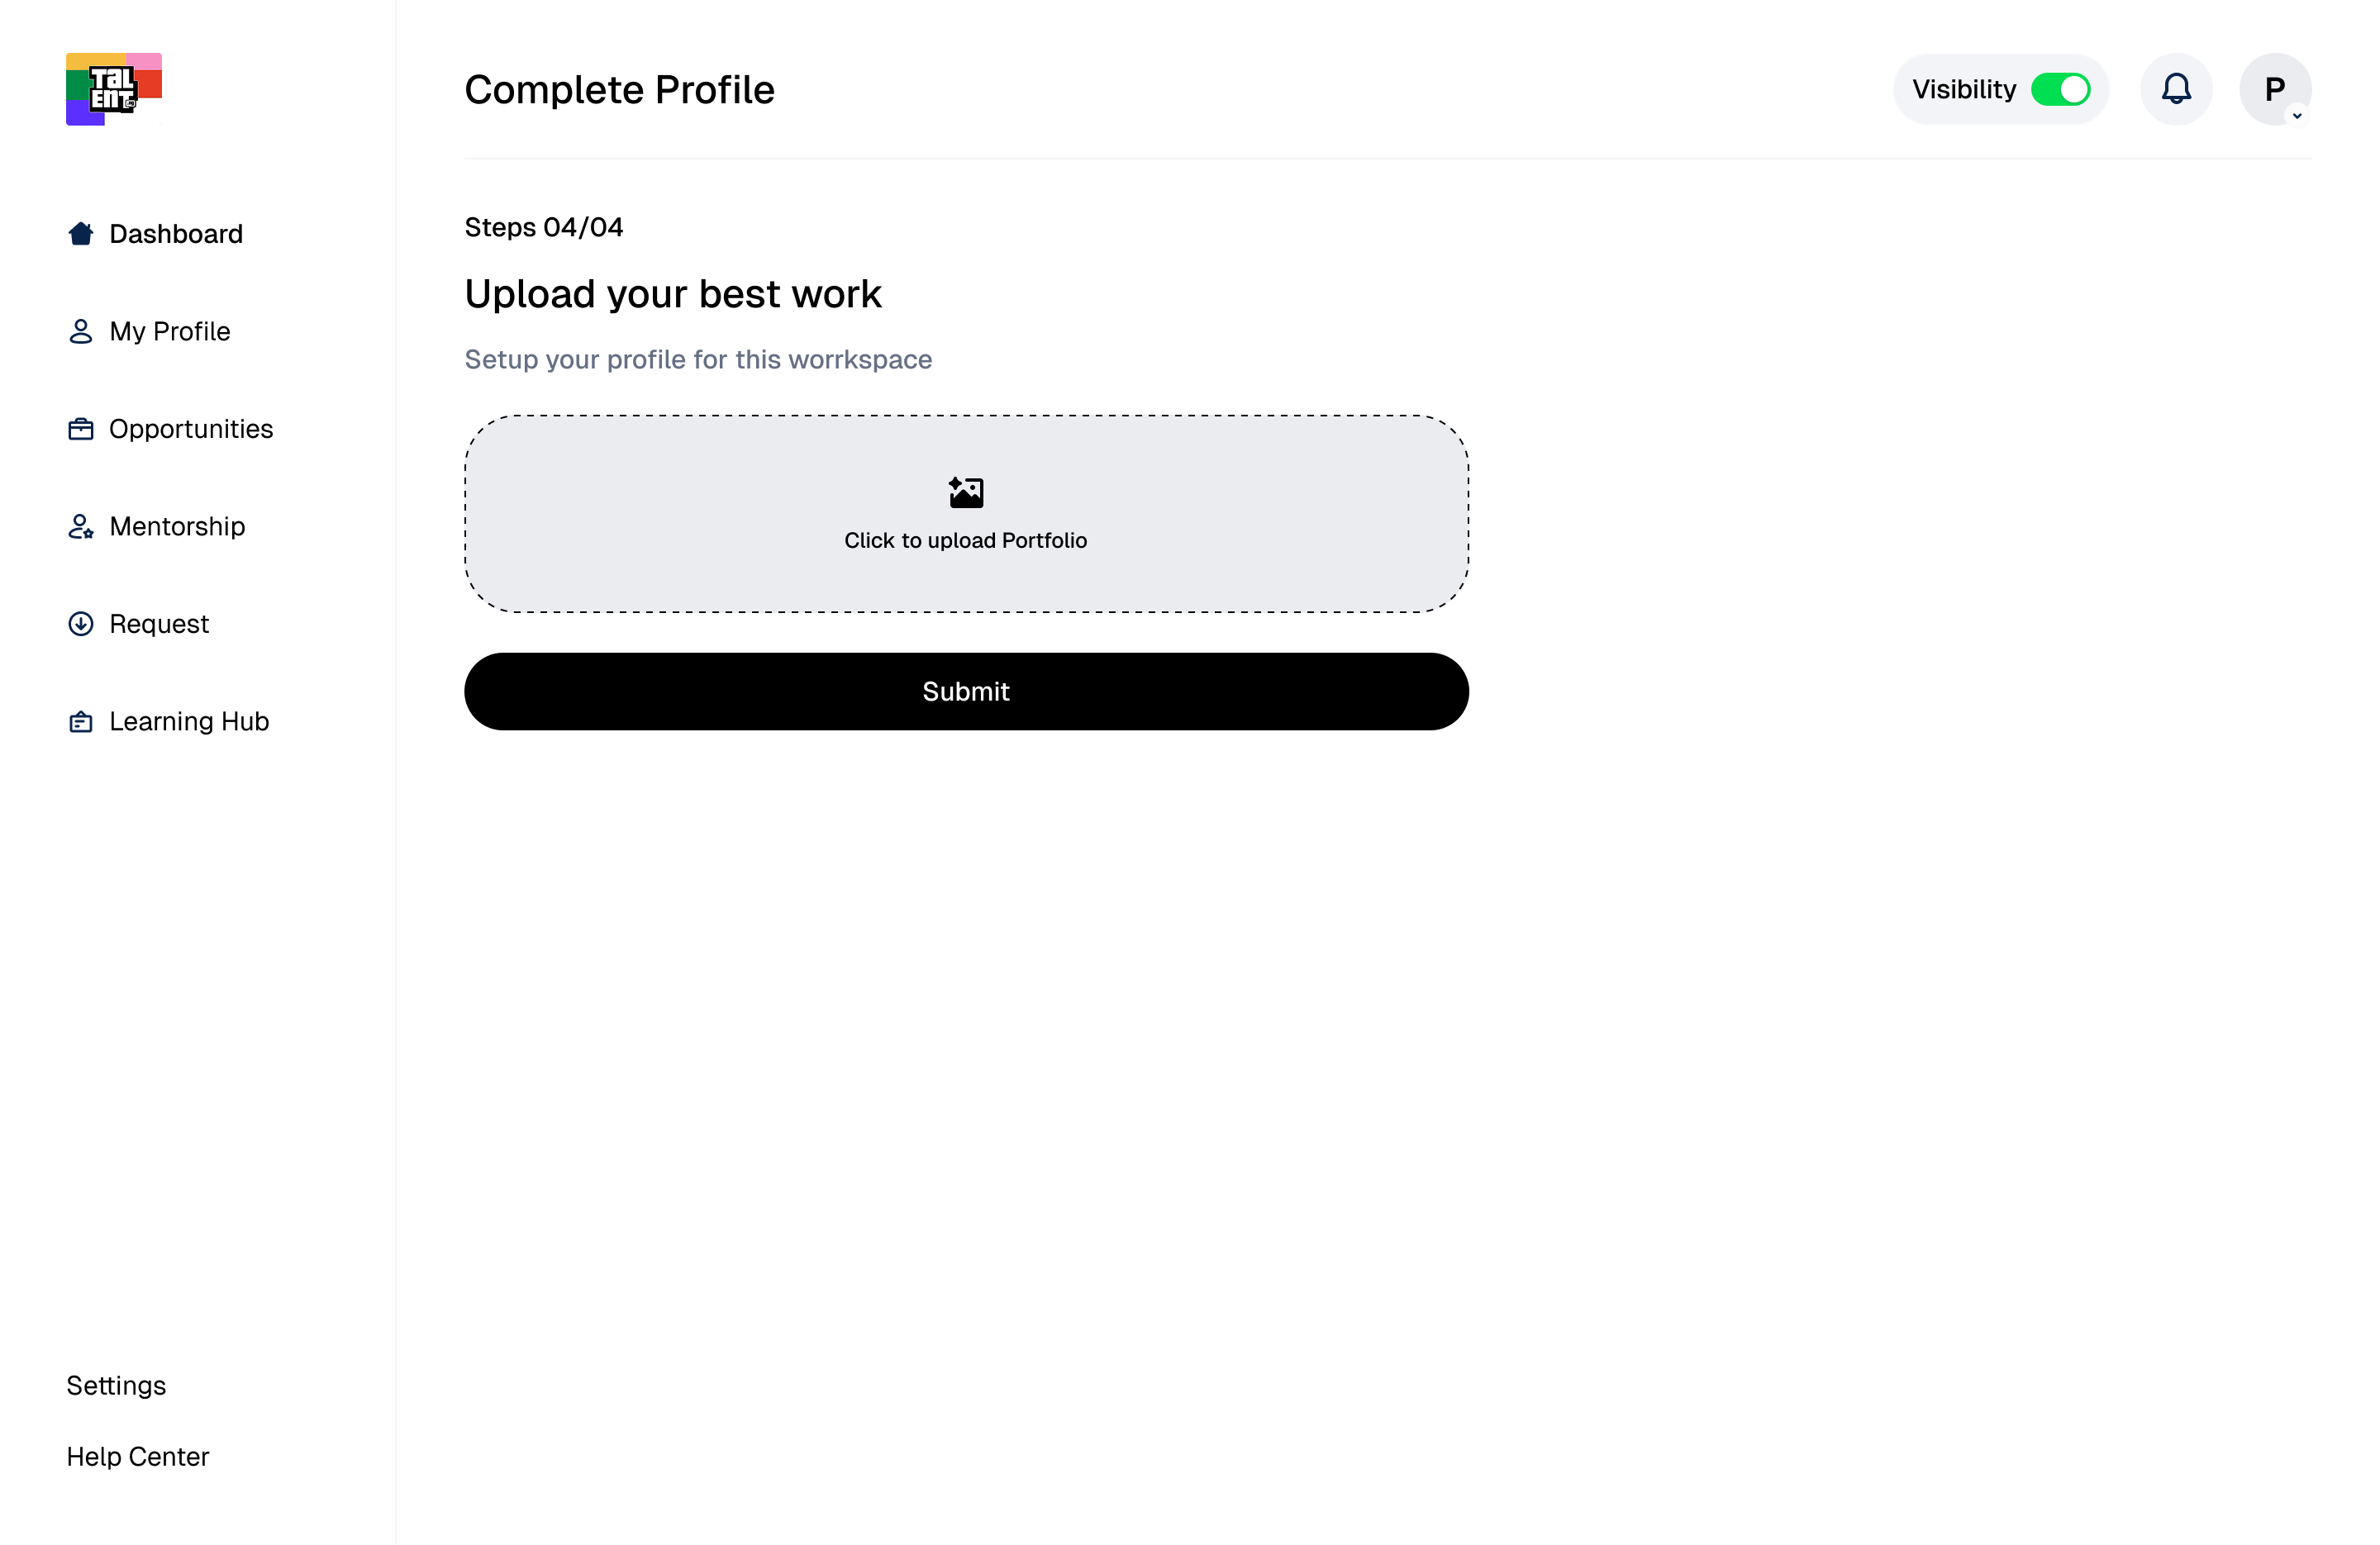 TaL
ENT
Complete Profile
Visibility
P
Dashboard
My Profile
Opportunities
Mentorship
Request
Learning Hub
Settings
Help Center
Steps 04/04
Upload your best work
Setup your profile for this worrkspace
Click to upload Portfolio
Submit